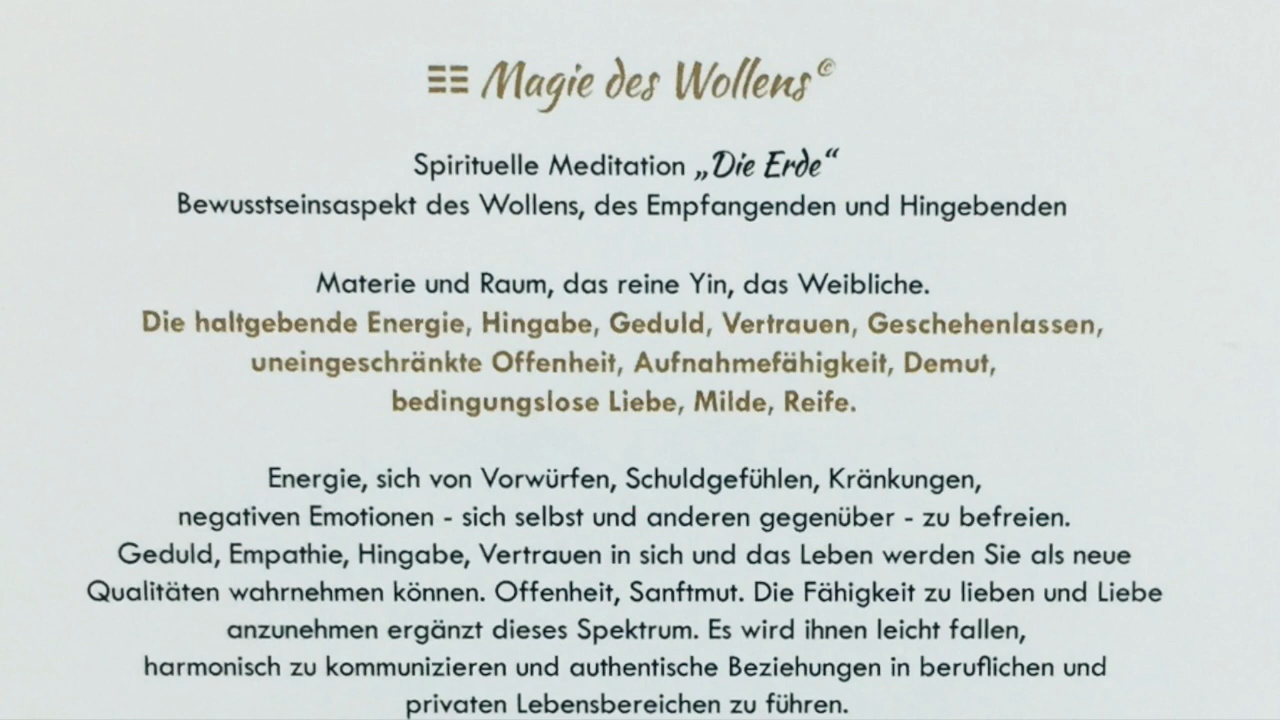 ☷ Magie des Wollens©
Spirituelle Meditation „Die Erde“
Bewusstseinsaspekt des Wollens, des Empfangenden und Hingebenden
Materie und Raum, das reine Yin, das Weibliche.
Die haltgebende Energie, Hingabe, Geduld, Vertrauen, Geschehenlassen,
uneingeschränkte Offenheit, Aufnahmefähigkeit, Demut,
bedingungslose Liebe, Milde, Reife.
Energie, sich von Vorwürfen, Schuldgefühlen, Kränkungen,
negativen Emotionen - sich selbst und anderen gegenüber - zu befreien.
Geduld, Empathie, Hingabe, Vertrauen in sich und das Leben werden Sie als neue
Qualitäten wahrnehmen können. Offenheit, Sanftmut. Die Fähigkeit zu lieben und Liebe
anzunehmen ergänzt dieses Spektrum. Es wird ihnen leicht fallen,
harmonisch zu kommunizieren und authentische Beziehungen in beruflichen und
privaten Lebensbereichen zu führen.